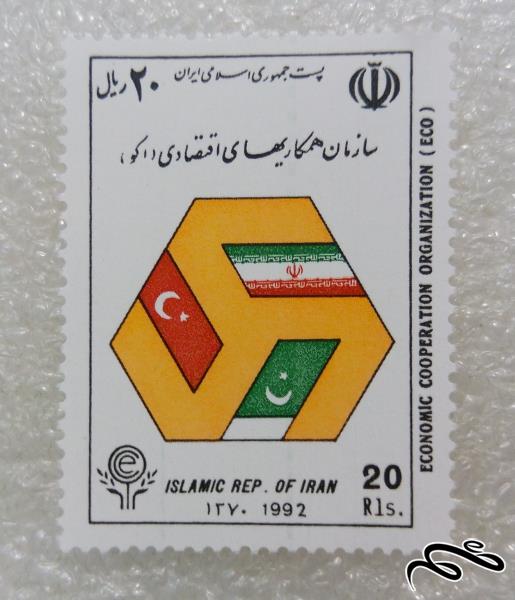 پست جمهوری اسلامی ایران
۲۰ ریال
سازمان همکاریهای اقتصادی (اکو)
ECONOMIC COOPERATION ORGANIZATION (ECO)
ISLAMIC REP. OF IRAN
۱۳۷۰ 1992
20
Rls.